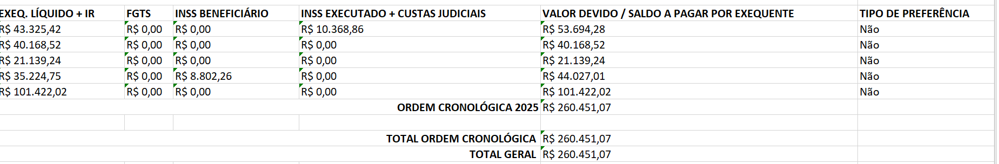 EXEQ. LÍQUIDO + IR FGTS INSS BENEFICIÁRIO INSS EXECUTADO + CUSTAS JUDICIAIS VALOR DEVIDO / SALDO A PAGAR POR EXEQUENTE TIPO DE PREFERÊNCIA
R$ 43.325,42 R$ 0,00 R$ 0,00 R$ 10.368,86 R$ 53.694,28 Não
R$ 40.168,52 R$ 0,00 R$ 0,00 R$ 0,00 R$ 40.168,52 Não
R$ 21.139,24 R$ 0,00 R$ 0,00 R$ 0,00 R$ 21.139,24 Não
R$ 35.224,75 R$ 0,00 R$ 8.802,26 R$ 0,00 R$ 44.027,01 Não
R$ 101.422,02 R$ 0,00 R$ 0,00 R$ 0,00 R$ 101.422,02 Não
ORDEM CRONOLÓGICA 2025 R$ 260.451,07
TOTAL ORDEM CRONOLÓGICA R$ 260.451,07
TOTAL GERAL R$ 260.451,07